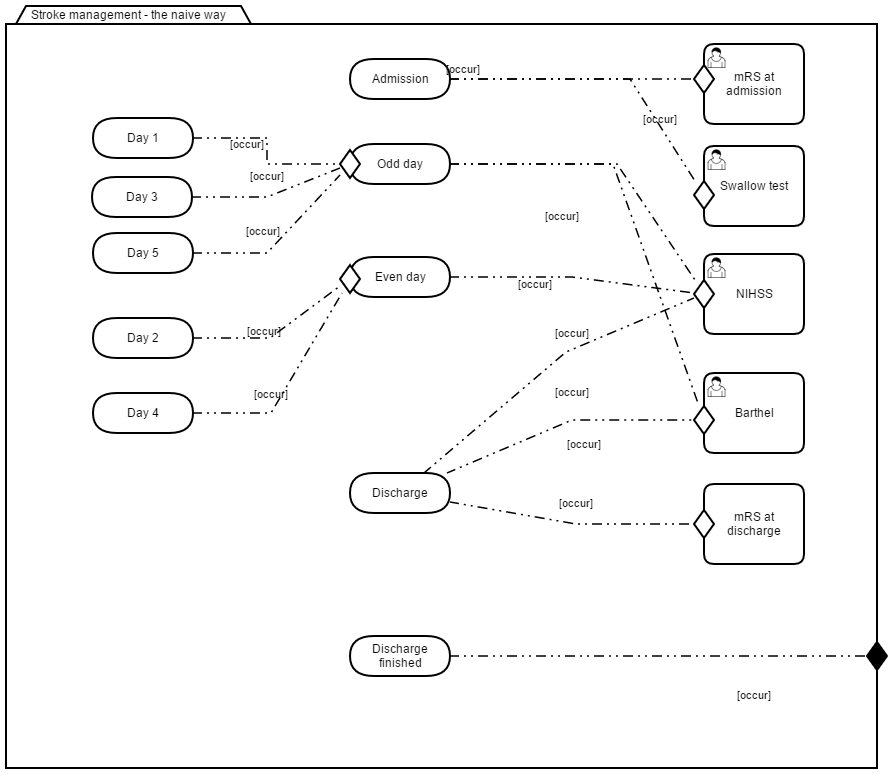 Stroke management - the naive way
Admission
[occur]
mRS at
admission
[occur]
Day 1
[occur]
Odd day
Day 3
[occur]
Swallow test
[occur]
Day 5
[occur]
Even day
[occur]
NIHSS
Day 2
[occur]
[occur]
Day 4
[occur]
[occur]
Barthel
[occur]
Discharge
[occur]
mRS at
discharge
Discharge
finished
[occur]